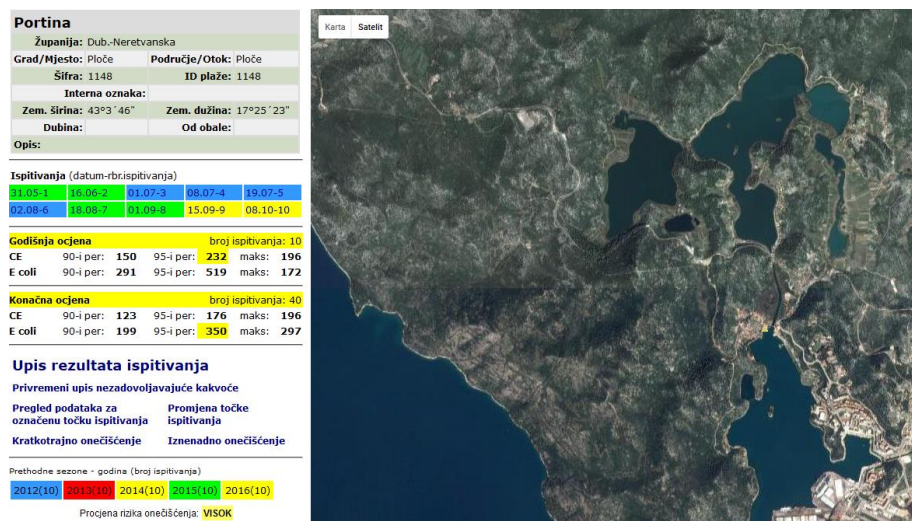 Portina
Županija: Dub.-Neretvanska
Grad/Mjesto: Ploče Područje/Otok: Ploče
Šifra: 1148 ID plaže: 1148
Interna oznaka:
Zem. širina: 43º3´46" Zem. dužina: 17º25´23"
Dubina: Od obale:
Opis:
Ispitivanja (datum-rbr.ispitivanja)
31.05-1 16.06-2 01.07-3 08.07-4 19.07-5
02.08-6 18.08-7 01.09-8 15.09-9 08.10-10
Godišnja ocjena broj ispitivanja: 10
CE 90-i per: 150 95-i per: 232 maks: 196
E coli 90-i per: 291 95-i per: 519 maks: 172
Konačna ocjena broj ispitivanja: 40
CE 90-i per: 123 95-i per: 176 maks: 196
E coli 90-i per: 199 95-i per: 350 maks: 297
Upis rezultata ispitivanja
Privremeni upis nezadovoljavajuće kakvoće
Pregled podataka za Promjena točke
označenu točku ispitivanja ispitivanja
Kratkotrajno onečišćenje Iznenadno onečišćenje
Prethodne sezone - godina (broj ispitivanja)
2012(10) 2013(10) 2014(10) 2015(10) 2016(10)
Procjena rizika onečišćenja: VISOK
Karta Satelit